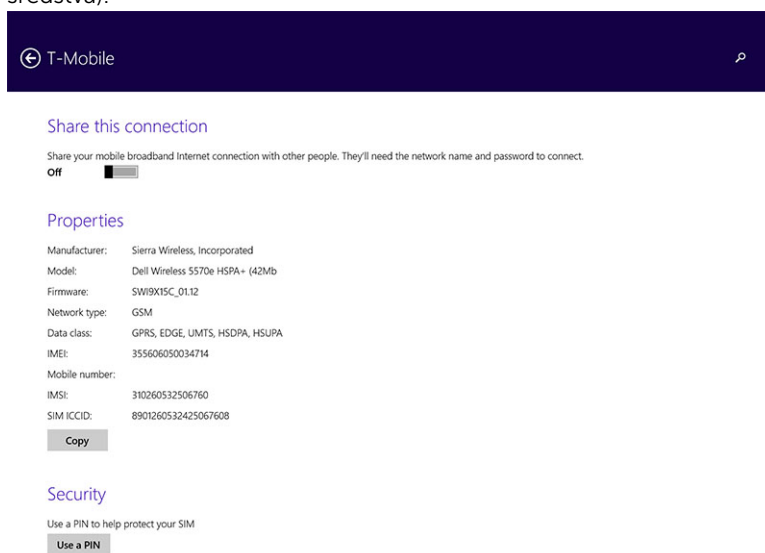 sredstva).
T-Mobile
Share this connection
Share your mobile broadband Internet connection with other people. They'll need the network name and password to connect.
Off
Properties
Manufacturer: Sierra Wireless, Incorporated
Model: Dell Wireless 5570e HSPA+ (42Mb
Firmware: SWI9X15C_01.12
Network type: GSM
Data class: GPRS, EDGE, UMTS, HSDPA, HSUPA
IMEI: 355606050034714
Mobile number:
IMSI: 310260532506760
SIM ICCID: 8901260532425067608
Copy
Security
Use a PIN to help protect your SIM
Use a PIN